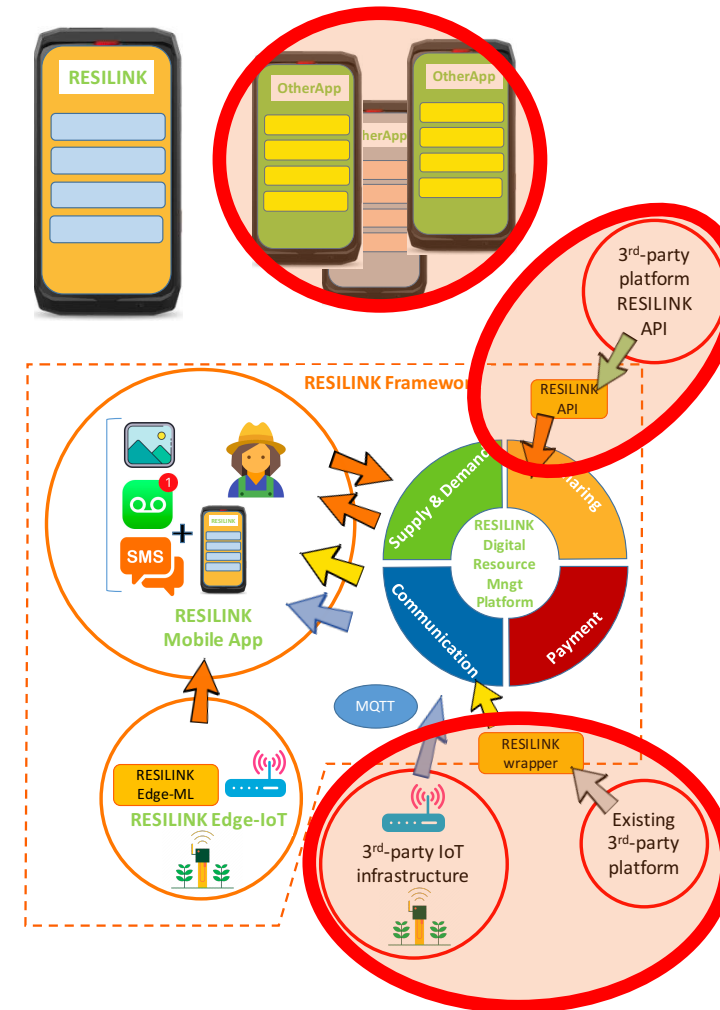 RESILINK
OtherApp
herApp
OtherApp
3rd-party
platform
RESILINK
API
RESILINK Framework
RESILINK
API
1
SMS
RESILINK
RESILINK
Mobile App
Supply & Demand
haring
RESILINK
Digital
Resource
Mngt
Platform
Communication
Payment
MQTT
RESILINK
wrapper
RESILINK
Edge-ML
RESILINK Edge-IoT
3rd-party IoT
infrastructure
Existing
3rd-party
platform